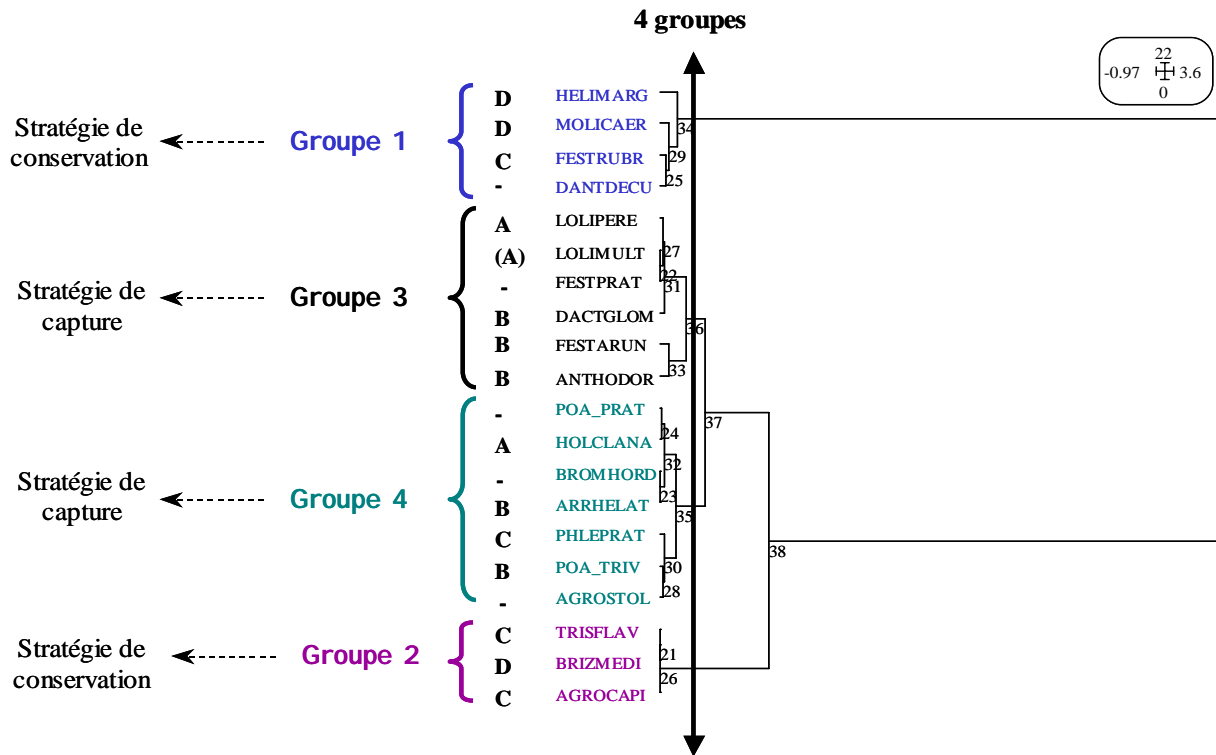 4 groupes
22
-0.97 3.6
0
D HELIMARG
D MOLICAER
C FESTRUBR
- DANTDECU
Stratégie de
conservation
Groupe 1
34
29
25
A LOLIPERE
(A) LOLIMULT
- FESTPRAT
B DACTGLOM
B FESTARUN
B ANTHODOR
Stratégie de
capture
Groupe 3
27
22
31
36
33
- POA_PRAT
A HOLCLANA
- BROMHORD
B ARRHELAT
C PHLEPRAT
B POA_TRIV
- AGROSTOL
Stratégie de
capture
Groupe 4
37
24
32
23
35
30
28
38
C TRISFLAV
D BRIZMEDI
C AGROCAPI
Stratégie de
conservation
Groupe 2
21
26